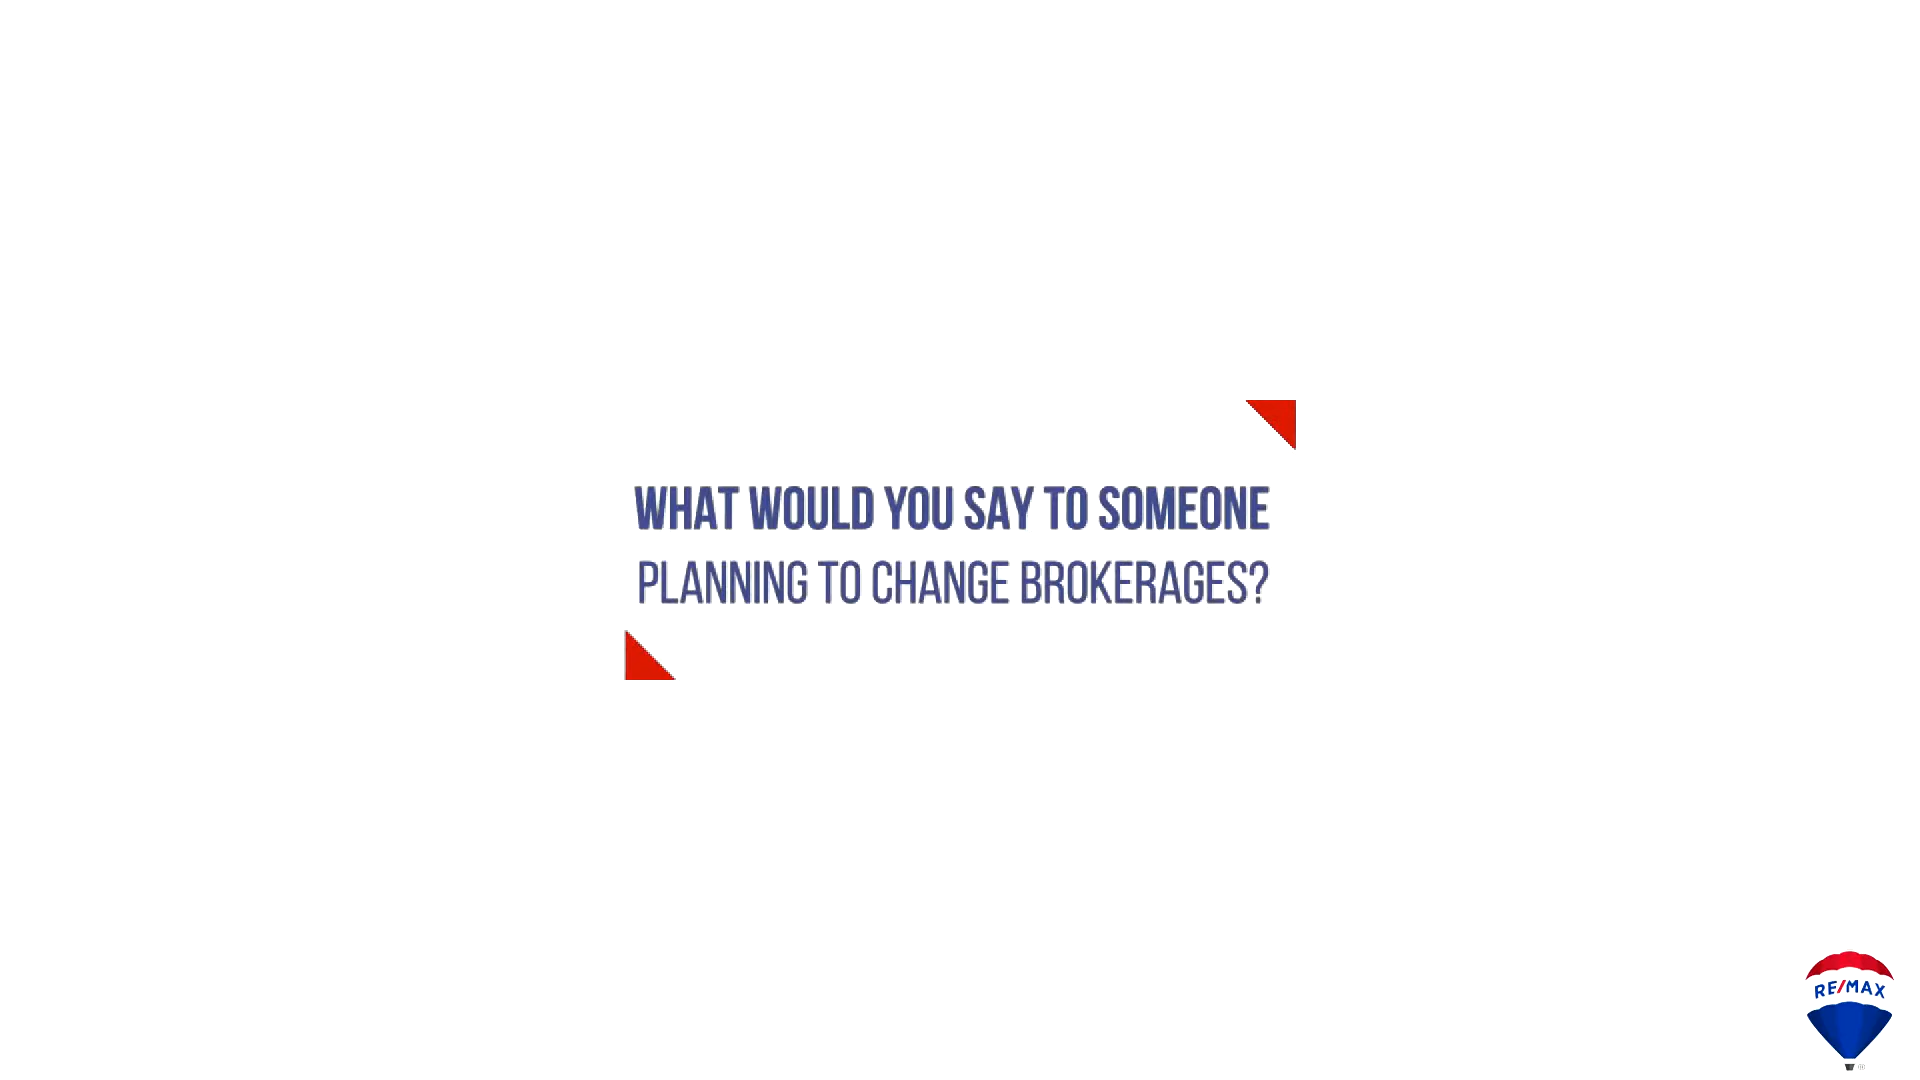 WHAT WOULD YOU SAY TO SOMEONE
PLANNING TO CHANGE BROKERAGES?
RE/MAX